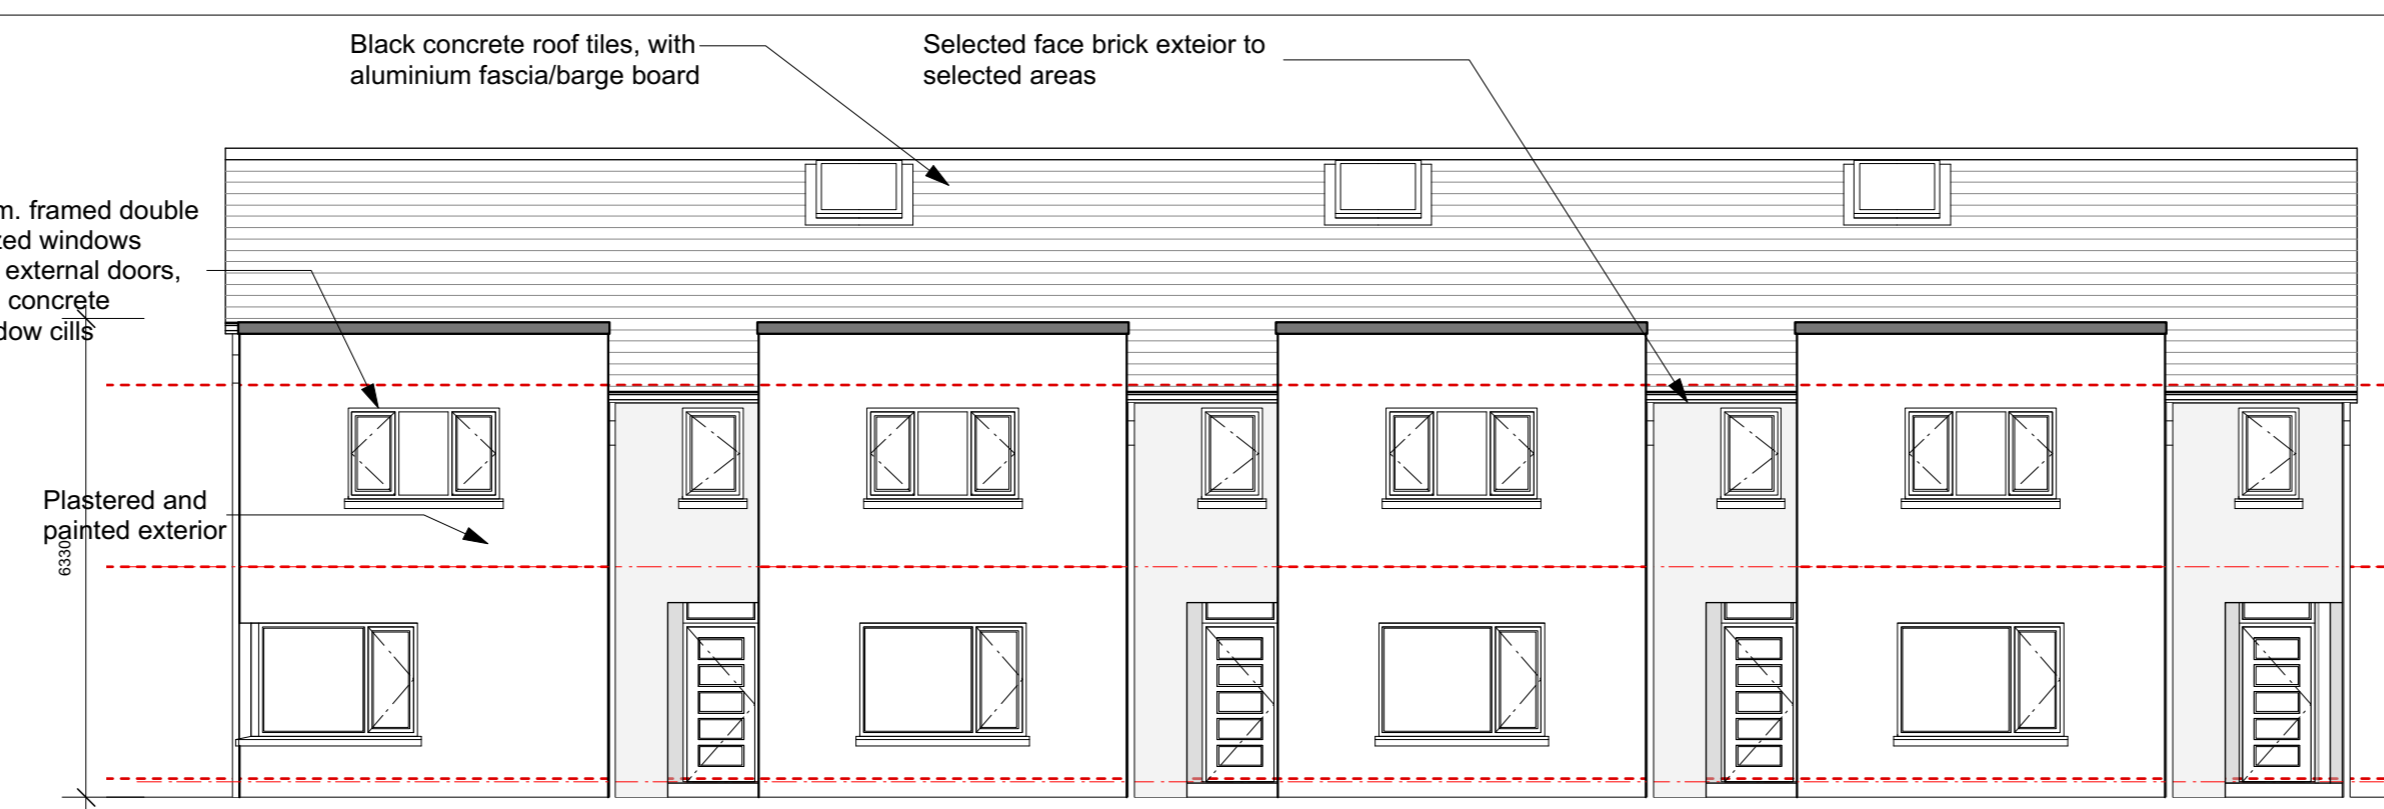 Black concrete roof tiles, with
aluminium fascia/barge board
Selected face brick exteior to
selected areas
m. framed double
zed windows
external doors,
concrete
dow cills
Plastered and
painted exterior
6330